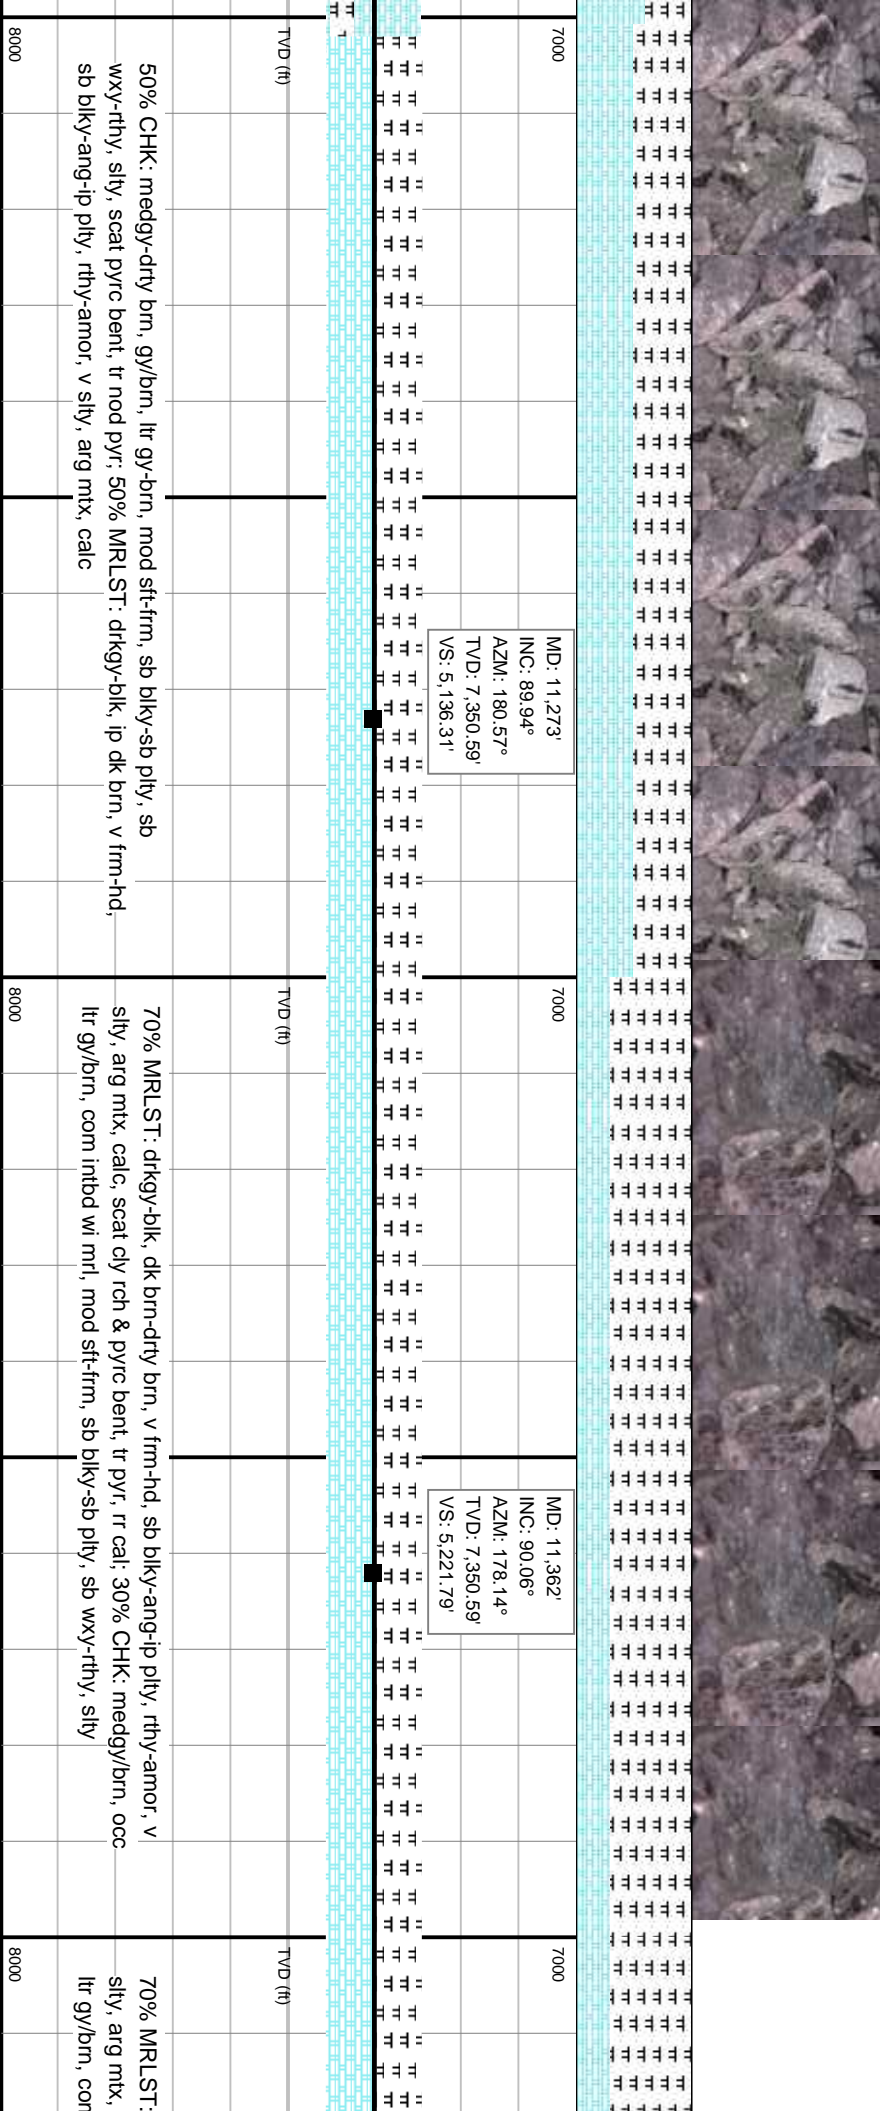 7000
TVD (ft)
8000
50% CHK: medgy-drty brn, gy/brn, ltr gy-brn, mod sft-frm, sb blky-sb plty, sb
wxy-rthy, slty, scat pyrc bent, tr nod pyr; 50% MRLST: drkgy-blk, ip dk brn, v frm-hd,
sb blky-ang-ip plty, rthy-amor, v slty, arg mtx, calc
MD: 11,273'
INC: 89.94°
AZM: 180.57°
TVD: 7,350.59'
VS: 5,136.31'
7000
TVD (ft)
8000
70% MRLST: drkgy-blk, dk brn-drty brn, v frm-hd, sb blky-ang-ip plty, rthy-amor, v
slty, arg mtx, calc, scat cly rch & pyrc bent, tr pyr, rr cal; 30% CHK: medgy/brn, occ
ltr gy/brn, com intbd wi mrl, mod sft-frm, sb blky-sb plty, sb wxy-rthy, slty
MD: 11,362'
INC: 90.06°
AZM: 178.14°
TVD: 7,350.59'
VS: 5,221.79'
7000
TVD (ft)
8000
70% MRLST:
slty, arg mtx,
ltr gy/brn,